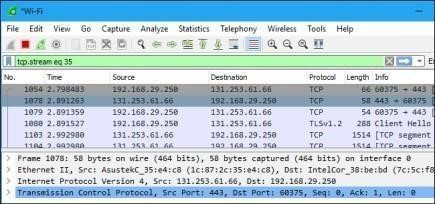 *Wi-Fi
File Edit View Go Capture Analyze Statistics Telephony Wireless Tools Help
tcp.stream eq 35
No. Time Source Destination Protocol Length Info
1054 2.798483 192.168.29.250 131.253.61.66 TCP 66 60375 → 443 [
1078 2.891263 131.253.61.66 192.168.29.250 TCP 58 443 → 60375 [
1079 2.891359 192.168.29.250 131.253.61.66 TCP 54 60375 → 443 [
1080 2.891527 192.168.29.250 131.253.61.66 TLSv1.2 288 Client Hello
1103 2.992980 131.253.61.66 192.168.29.250 TCP 1514 [TCP segment
1104 2.992980 131.253.61.66 192.168.29.250 TCP 1514 [TCP segment
Frame 1078: 58 bytes on wire (464 bits), 58 bytes captured (464 bits) on interface 0
Ethernet II, Src: AsustekC_35:e4:c8 (1c:87:2c:35:e4:c8), Dst: IntelCor_38:be:bd (7c:5c:f8
Internet Protocol Version 4, Src: 131.253.61.66, Dst: 192.168.29.250
Transmission Control Protocol, Src Port: 443, Dst Port: 60375, Seq: 0, Ack: 1, Len: 0